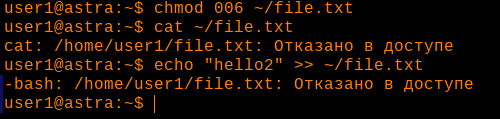 user1@astra:~$ chmod 006 ~/file.txt
user1@astra:~$ cat ~/file.txt
cat: /home/user1/file.txt: Отказано в доступе
user1@astra:~$ echo "hello2" >> ~/file.txt
-bash: /home/user1/file.txt: Отказано в доступе
user1@astra:~$